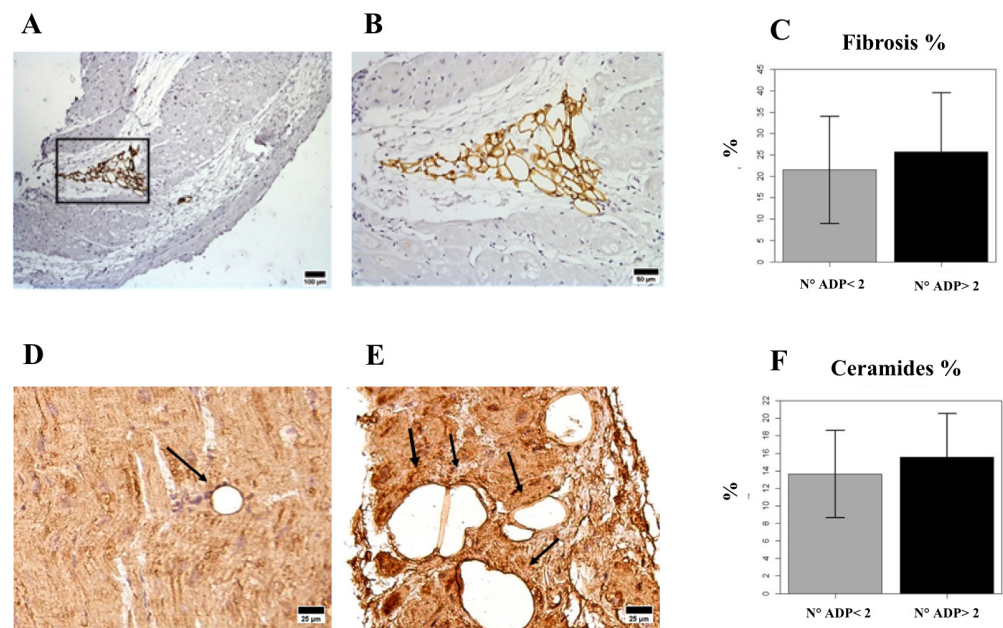 A
B
C
Fibrosis %
%
45
40
35
30
25
20
15
10
5
0
N° ADP< 2
N° ADP> 2
100 µm
50 µm
D
E
F
Ceramides %
%
22
20
18
16
14
12
10
8
6
4
2
0
N° ADP< 2
N° ADP> 2
25 µm
25 µm